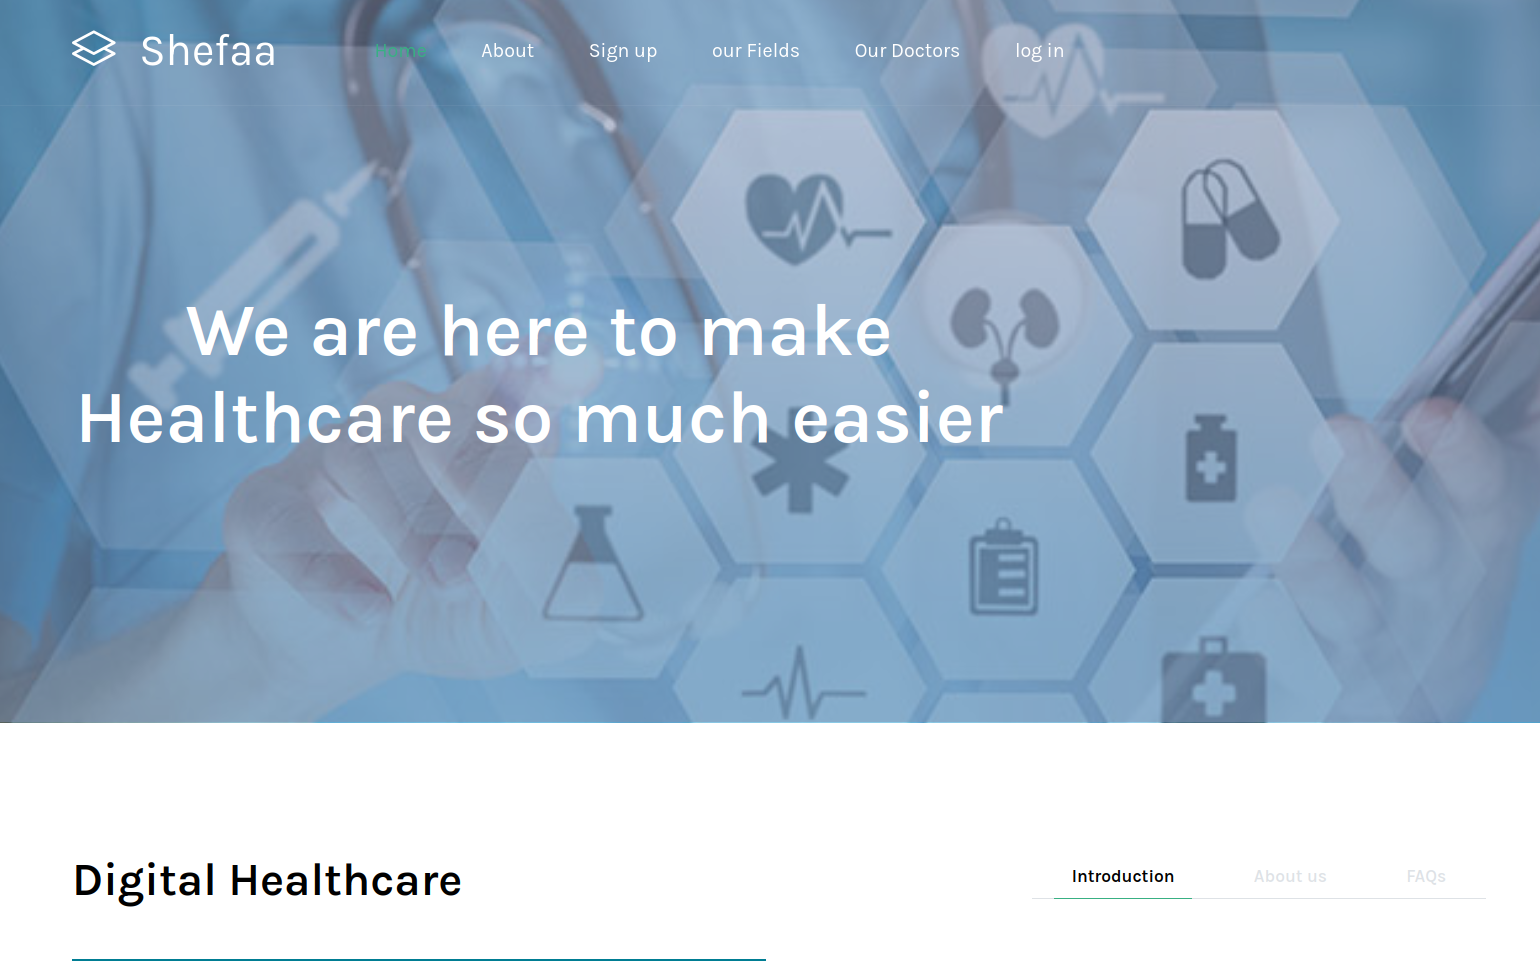 Shefaa
Home About Sign up our Fields Our Doctors log in
We are here to make
Healthcare so much easier
Digital Healthcare
Introduction About us FAQs